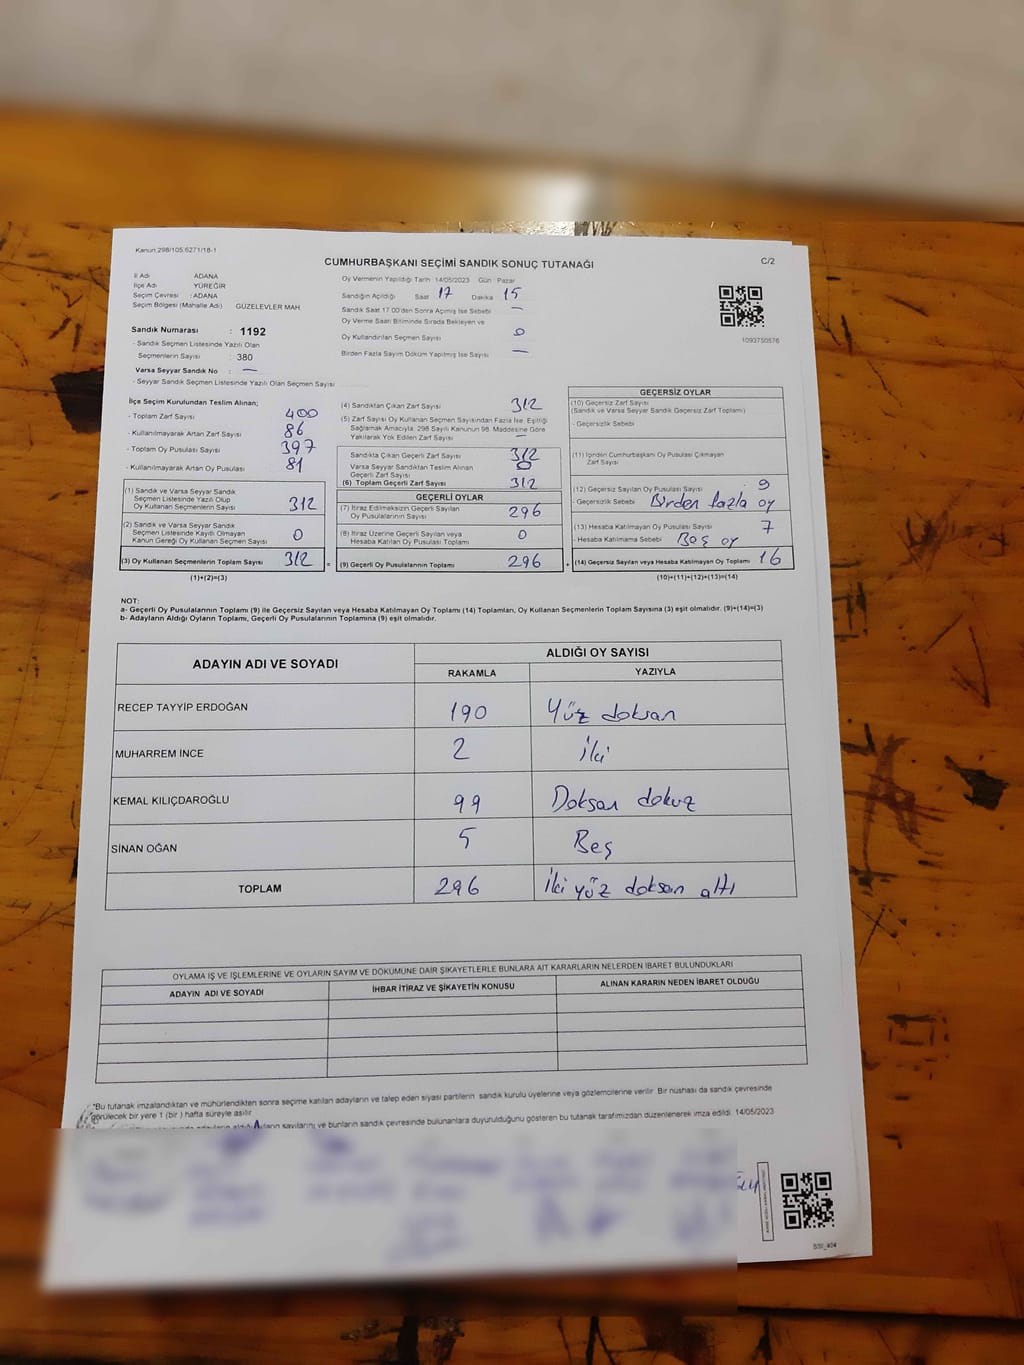 Kanun:298/105,6271/18-1
CUMHURBAŞKANI SEÇİMİ SANDIK SONUÇ TUTANAĞI
C/2
İl Adı ADANA
İlçe Adı YÜREĞİR
Seçim Çevresi : ADANA
Seçim Bölgesi (Mahalle Adı) GÜZELEVLER MAH
Sandık Numarası : 1192
- Sandık Seçmen Listesinde Yazılı Olan
Seçmenlerin Sayısı : 380
Varsa Seyyar Sandık No : —
- Seyyar Sandık Seçmen Listesinde Yazılı Olan Seçmen Sayısı
Oy Vermenin Yapıldığı Tarih 14/05/2023 Gün : Pazar
Sandığın Açıldığı Saat 17 Dakika 15
Sandık Saat 17.00'den Sonra Açımış İse Sebebi —
Oy Verme Saati Bitiminde Sırada Bekleyen ve
Oy Kullandırılan Seçmen Sayısı 0
Birden Fazla Sayım Döküm Yapılmış İse Sayısı —
1093750576
İlçe Seçim Kurulundan Teslim Alınan;
- Toplam Zarf Sayısı 400
- Kullanılmayarak Artan Zarf Sayısı 86
- Toplam Oy Pusulası Sayısı 397
- Kullanılmayarak Artan Oy Pusulası 81
(1) Sandık ve Varsa Seyyar Sandık
Seçmen Listesinde Yazılı Olup
Oy Kullanan Seçmenlerin Sayısı 312
(2) Sandık ve Varsa Seyyar Sandık
Seçmen Listesinde Kayıtlı Olmayan
Kanun Gereği Oy Kullanan Seçmen Sayısı 0
(3) Oy Kullanan Seçmenlerin Toplam Sayısı 312 =
(1)+(2)=(3)
(4) Sandıktan Çıkan Zarf Sayısı 312
(5) Zarf Sayısı Oy Kullanan Seçmen Sayısından Fazla İse, Eşitliği
Sağlamak Amacıyla; 298 Sayılı Kanunun 98. Maddesine Göre
Yakılarak Yok Edilen Zarf Sayısı —
Sandıkta Çıkan Geçerli Zarf Sayısı 312
Varsa Seyyar Sandıktan Teslim Alınan
Geçerli Zarf Sayısı 0
(6) Toplam Geçerli Zarf Sayısı 312
GEÇERLİ OYLAR
(7) İtiraz Edilmeksizin Geçerli Sayılan
Oy Pusulalarının Sayısı 296
(8) İtiraz Üzerine Geçerli Sayılan veya
Hesaba Katılan Oy Pusulası Toplamı 0
(9) Geçerli Oy Pusulalarının Toplamı 296 +
GEÇERSİZ OYLAR
(10) Geçersiz Zarf Sayısı
(Sandık ve Varsa Seyyar Sandık Geçersiz Zarf Toplamı)
- Geçersizlik Sebebi
(11) İçinden Cumhurbaşkanı Oy Pusulası Çıkmayan
Zarf Sayısı
(12) Geçersiz Sayılan Oy Pusulası Sayısı 9
- Geçersizlik Sebebi Birden fazla oy
(13) Hesaba Katılmayan Oy Pusulası Sayısı 7
- Hesaba Katılmama Sebebi Boş oy
(14) Geçersiz Sayılan veya Hesaba Katılmayan Oy Toplamı 16
(10)+(11)+(12)+(13)=(14)
NOT:
a- Geçerli Oy Pusulalarının Toplamı (9) ile Geçersiz Sayılan veya Hesaba Katılmayan Oy Toplamı (14) Toplamları, Oy Kullanan Seçmenlerin Toplam Sayısına (3) eşit olmalıdır. (9)+(14)=(3)
b- Adayların Aldığı Oyların Toplamı, Geçerli Oy Pusulalarının Toplamına (9) eşit olmalıdır.
ADAYIN ADI VE SOYADI
ALDIĞI OY SAYISI
RAKAMLA YAZIYLA
RECEP TAYYİP ERDOĞAN 190 Yüz doksan
MUHARREM İNCE 2 İki
KEMAL KILIÇDAROĞLU 99 Doksan dokuz
SİNAN OĞAN 5 Beş
TOPLAM 296 İki yüz doksan altı
OYLAMA İŞ VE İŞLEMLERİNE VE OYLARIN SAYIM VE DÖKÜMÜNE DAİR ŞİKAYETLERLE BUNLARA AİT KARARLARIN NELERDEN İBARET BULUNDUKLARI
ADAYIN ADI VE SOYADI İHBAR İTİRAZ VE ŞİKAYETİN KONUSU ALINAN KARARIN NEDEN İBARET OLDUĞU
"Bu tutanak imzalandıktan ve mühürlendikten sonra seçime katılan adayların ve talep eden siyasi partilerin sandık kurulu üyelerine veya gözlemcilerine verilir. Bir nüshası da sandık çevresinde
görülecek bir yere 1 (bir ) hafta süreyle asılır.
sayılarını ve bunların sandık çevresinde bulunanlara duyurulduğunu gösteren bu tutanak tarafımızdan düzenlenerek imza edildi. 14/05/2023